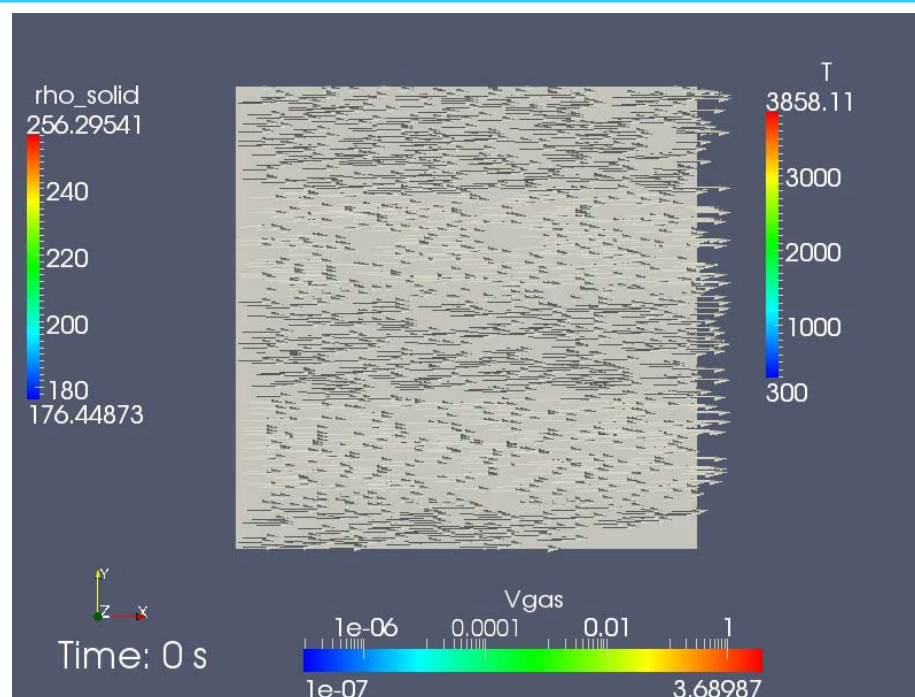 rho_solid
256.29541
240
220
200
180
176.44873
T
3858.11
3000
2000
1000
300
Y
Z X
Time: 0 s
Vgas
1e-06 0.0001 0.01 1
1e-07 3.68987